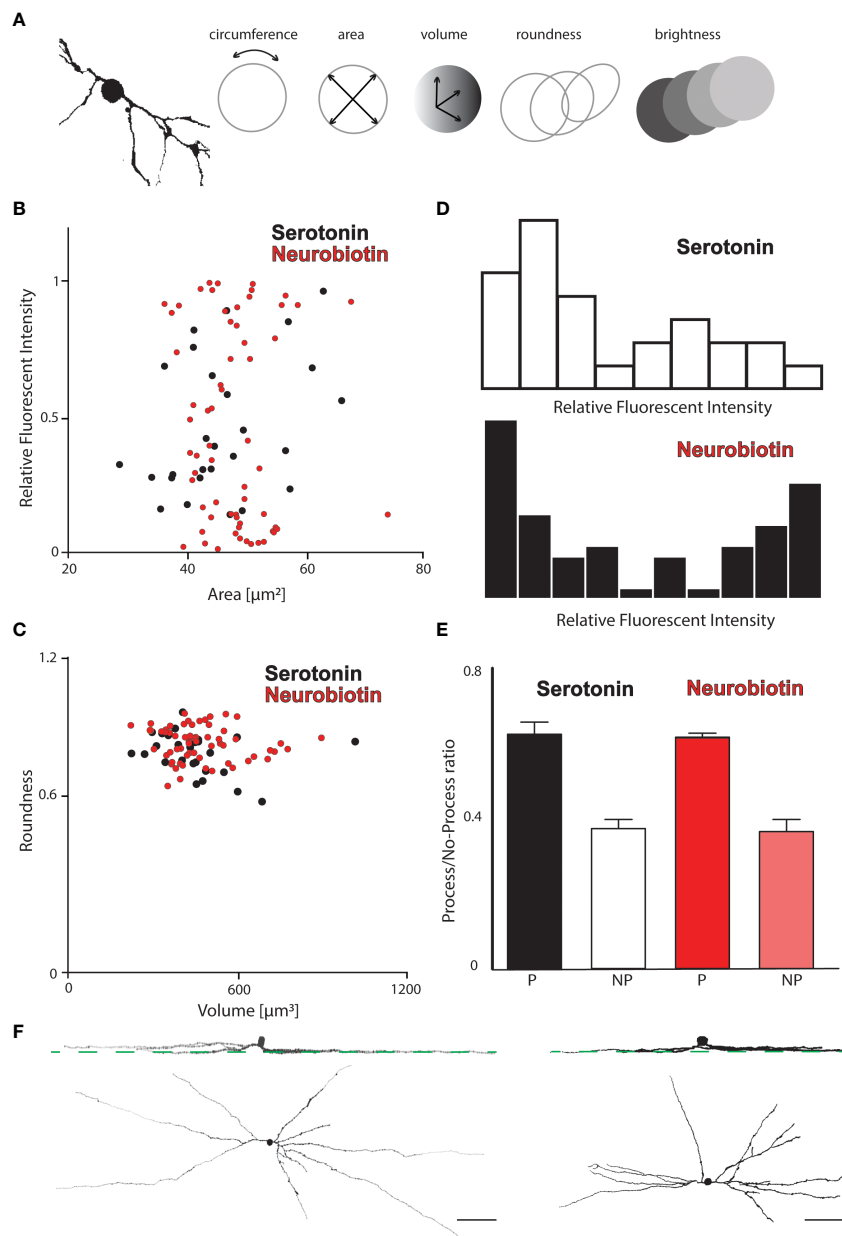 A
circumference area volume roundness brightness
B
Serotonin
Neurobiotin
Relative Fluorescent Intensity
1
0.5
0
20 40 60 80
Area [µm²]
D
Serotonin
Relative Fluorescent Intensity
Neurobiotin
Relative Fluorescent Intensity
C
Serotonin
Neurobiotin
Roundness
1.2
0.6
0
0 600 1200
Volume [µm³]
E
Serotonin Neurobiotin
Process/No-Process ratio
0.8
0.4
0
P NP P NP
F